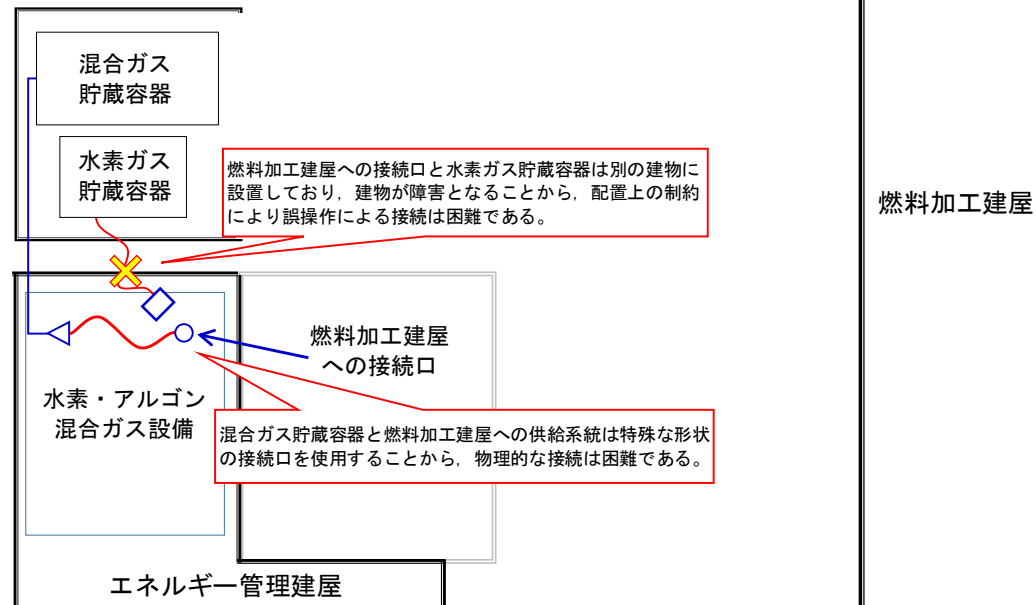 混合ガス
貯蔵容器
水素ガス
貯蔵容器
燃料加工建屋への接続口と水素ガス貯蔵容器は別の建物に
設置しており，建物が障害となることから，配置上の制約
により誤操作による接続は困難である。
燃料加工建屋
燃料加工建屋
への接続口
水素・アルゴン
混合ガス設備
混合ガス貯蔵容器と燃料加工建屋への供給系統は特殊な形状
の接続口を使用することから，物理的な接続は困難である。
エネルギー管理建屋